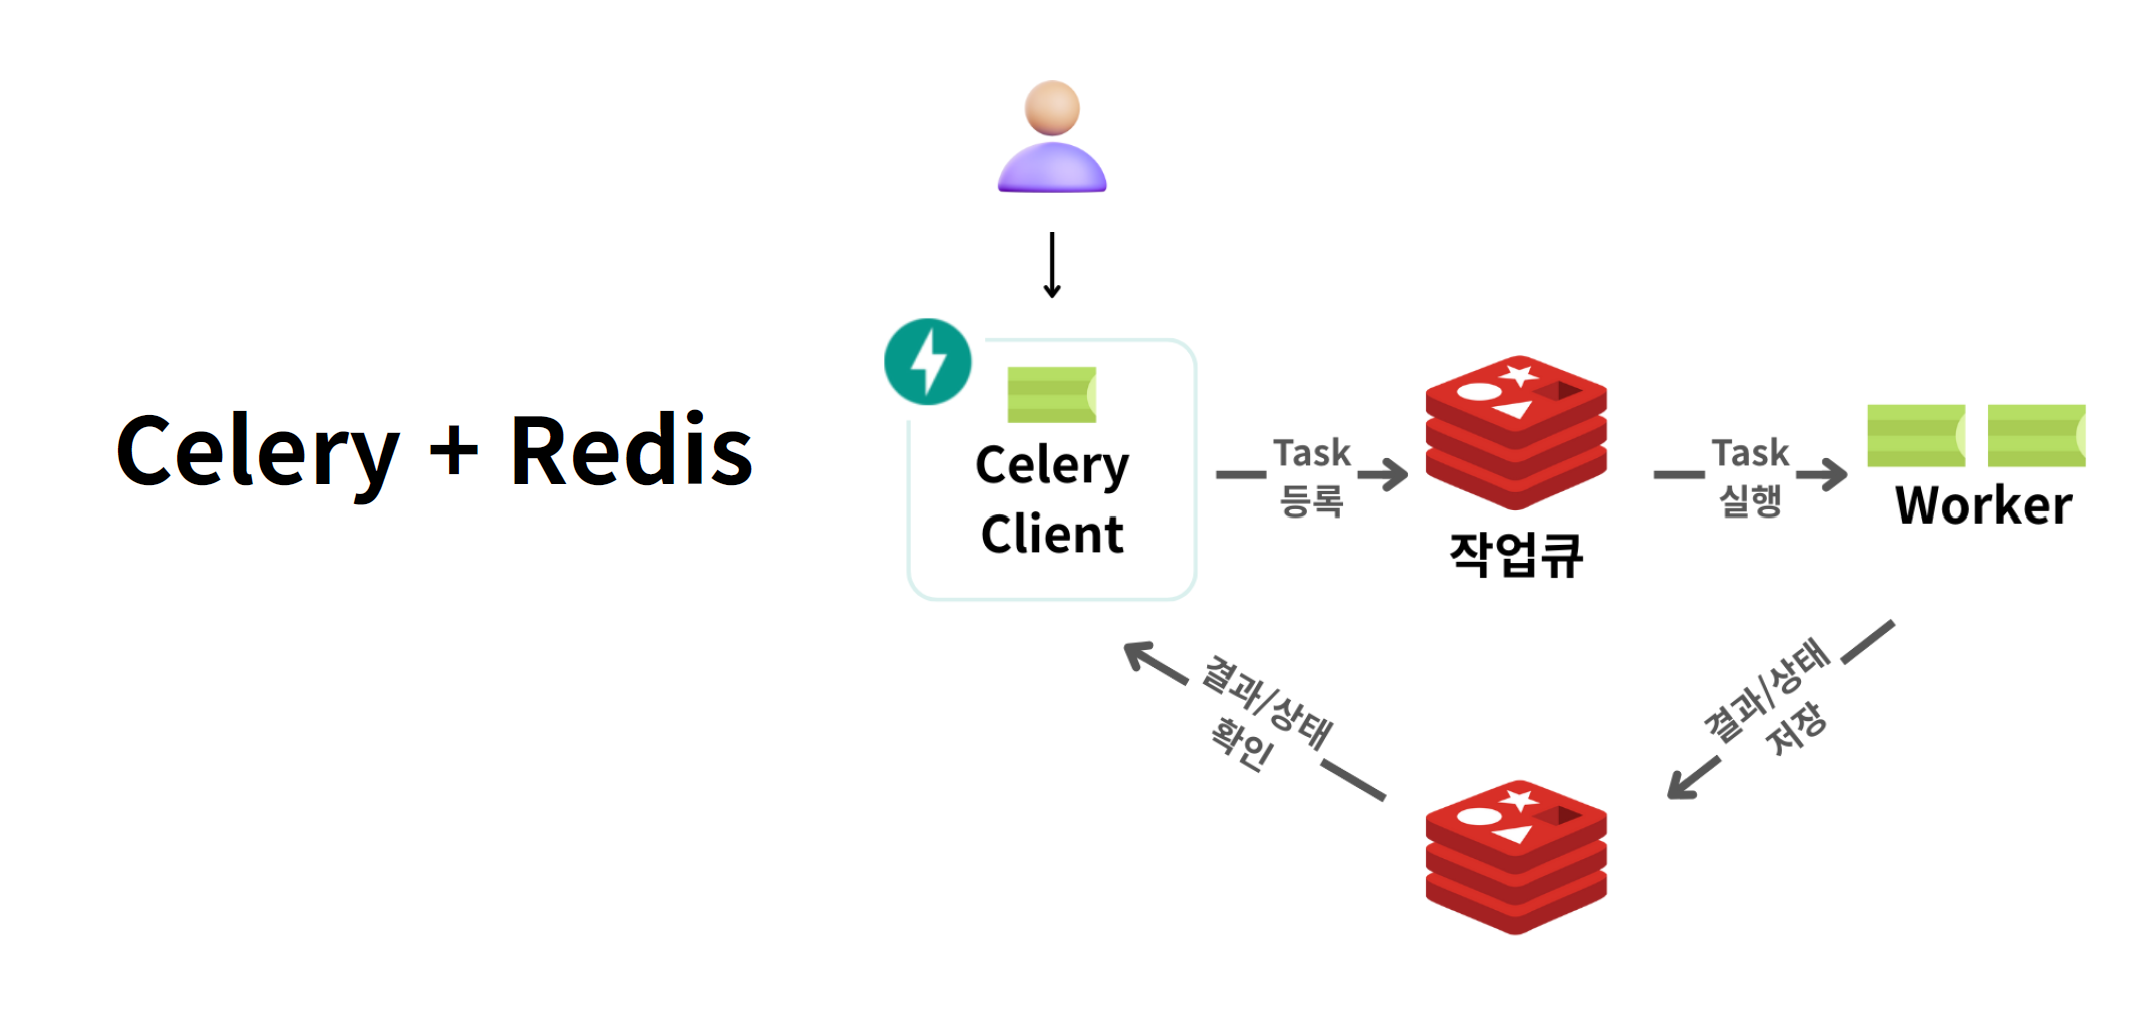 Celery + Redis
Celery
Client
Task
등록
작업큐
Task
실행
Worker
결과/상태
저장
결과/상태
확인